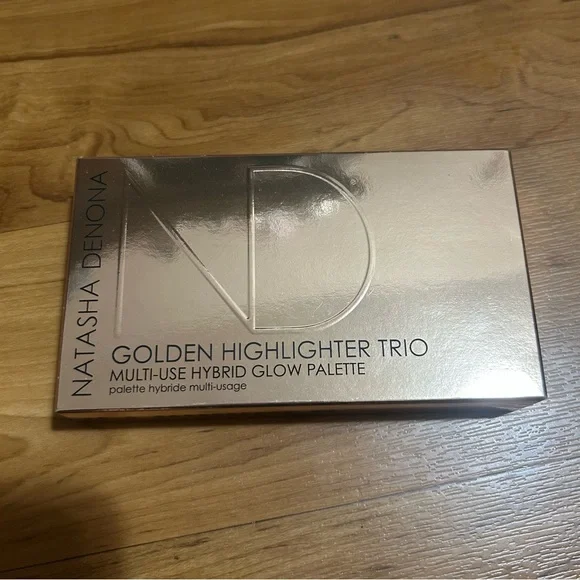 NATASHA DENONA
ND
GOLDEN HIGHLIGHTER TRIO
MULTI-USE HYBRID GLOW PALETTE
palette hybride multi-usage